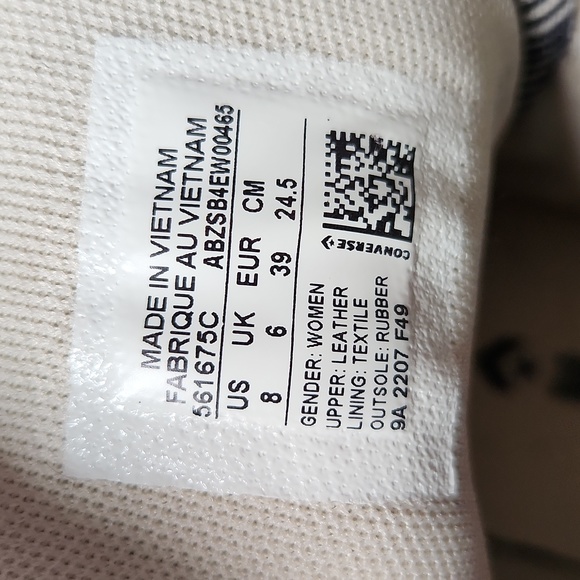 MADE IN VIETNAM
FABRIQUE AU VIETNAM
561675C ABZSB4EW00465
US UK EUR CM
8 6 39 24.5
GENDER: WOMEN
UPPER: LEATHER
LINING: TEXTILE
OUTSOLE: RUBBER
9A 2207 F49
CONVERSE